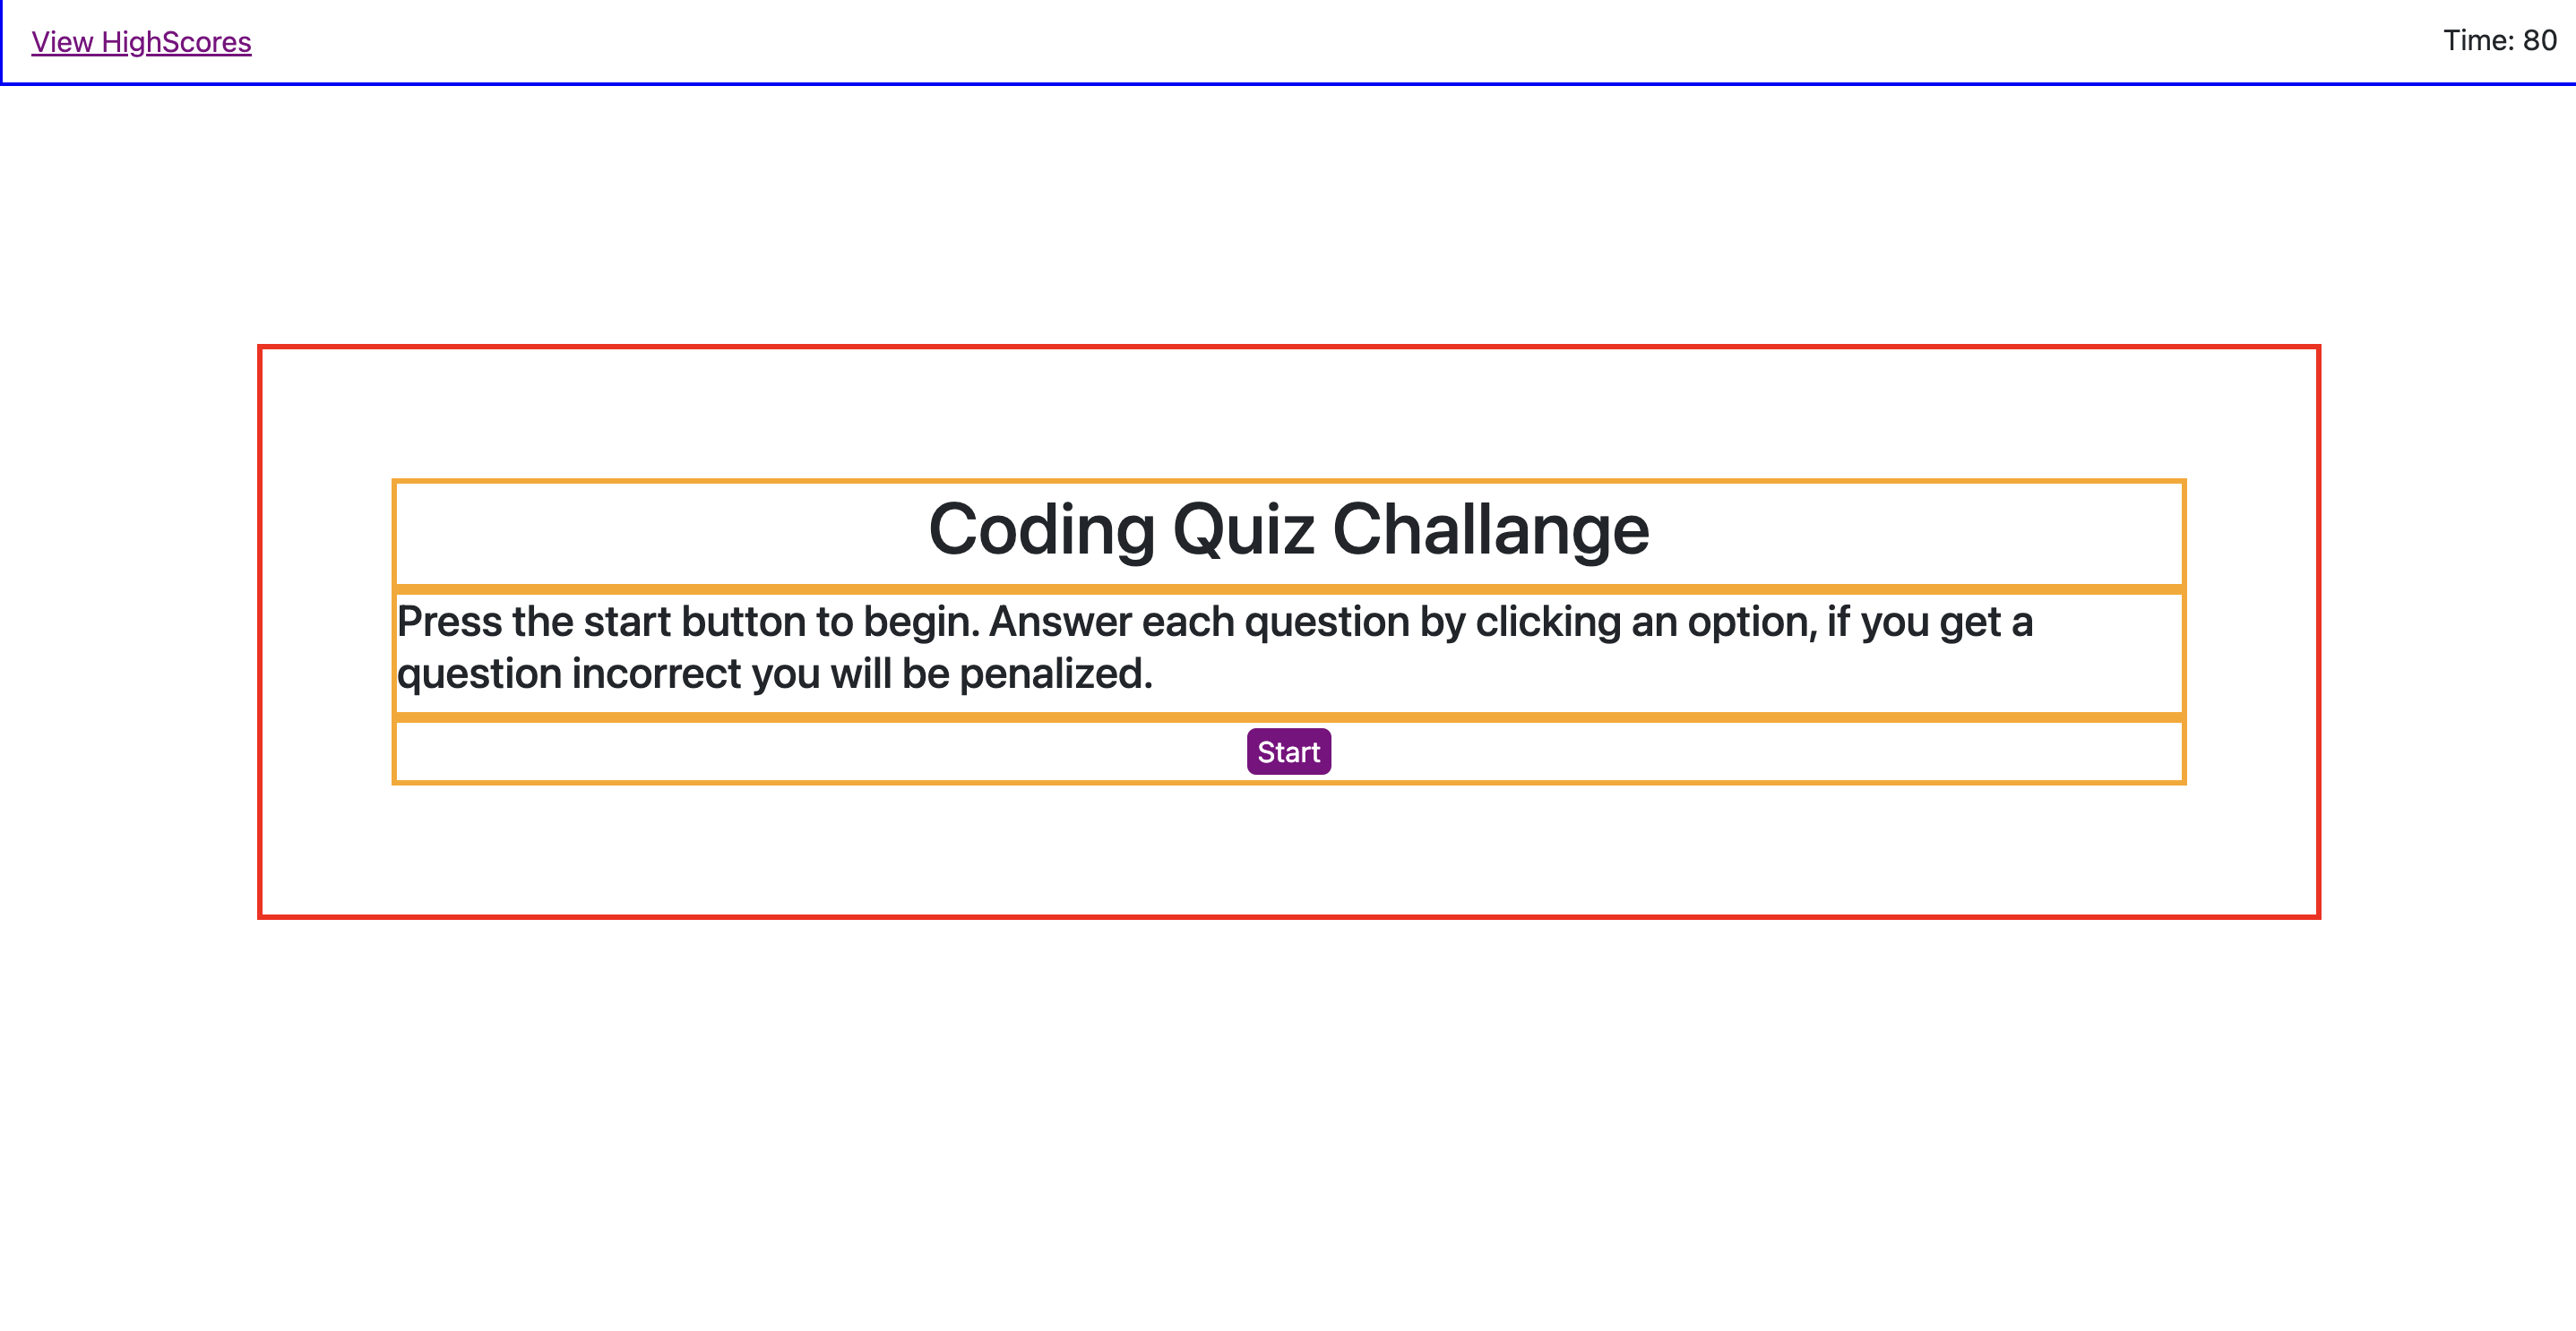 View HighScores
Time: 80
Coding Quiz Challange
Press the start button to begin. Answer each question by clicking an option, if you get a
question incorrect you will be penalized.
Start